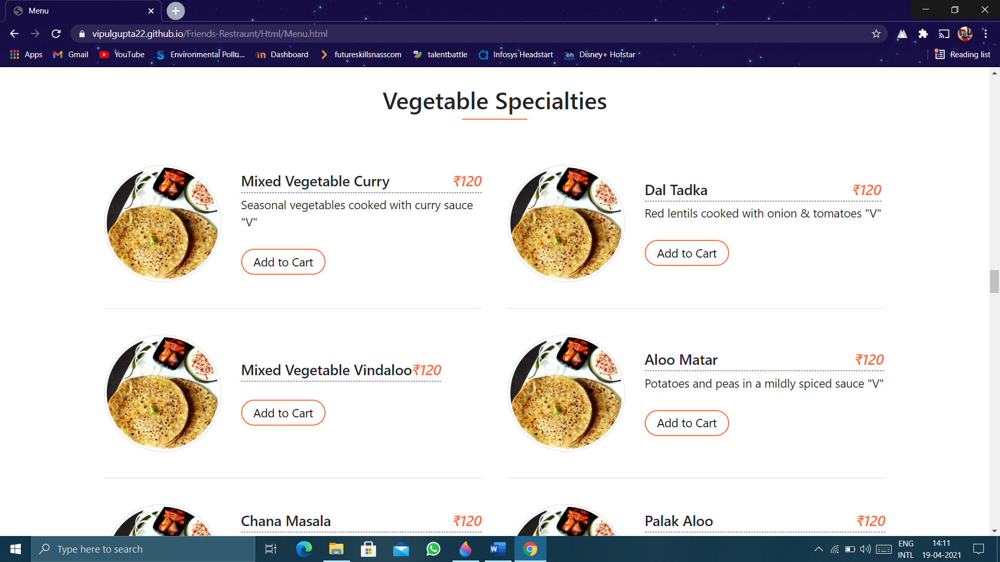 Menu
vipulgupta22.github.io/Friends-Restraunt/Html/Menu.html
Apps
Gmail
YouTube
Environmental Pollu...
Dashboard
futureskillsnasscom
talentbattle
Infosys Headstart
Disney+ Hotstar
Reading list
Vegetable Specialties
Mixed Vegetable Curry ₹120
Seasonal vegetables cooked with curry sauce
"V"
Add to Cart
Dal Tadka ₹120
Red lentils cooked with onion & tomatoes "V"
Add to Cart
Mixed Vegetable Vindaloo₹120
Add to Cart
Aloo Matar ₹120
Potatoes and peas in a mildly spiced sauce "V"
Add to Cart
Chana Masala ₹120
Palak Aloo ₹120
Type here to search
ENG
INTL
14:11
19-04-2021